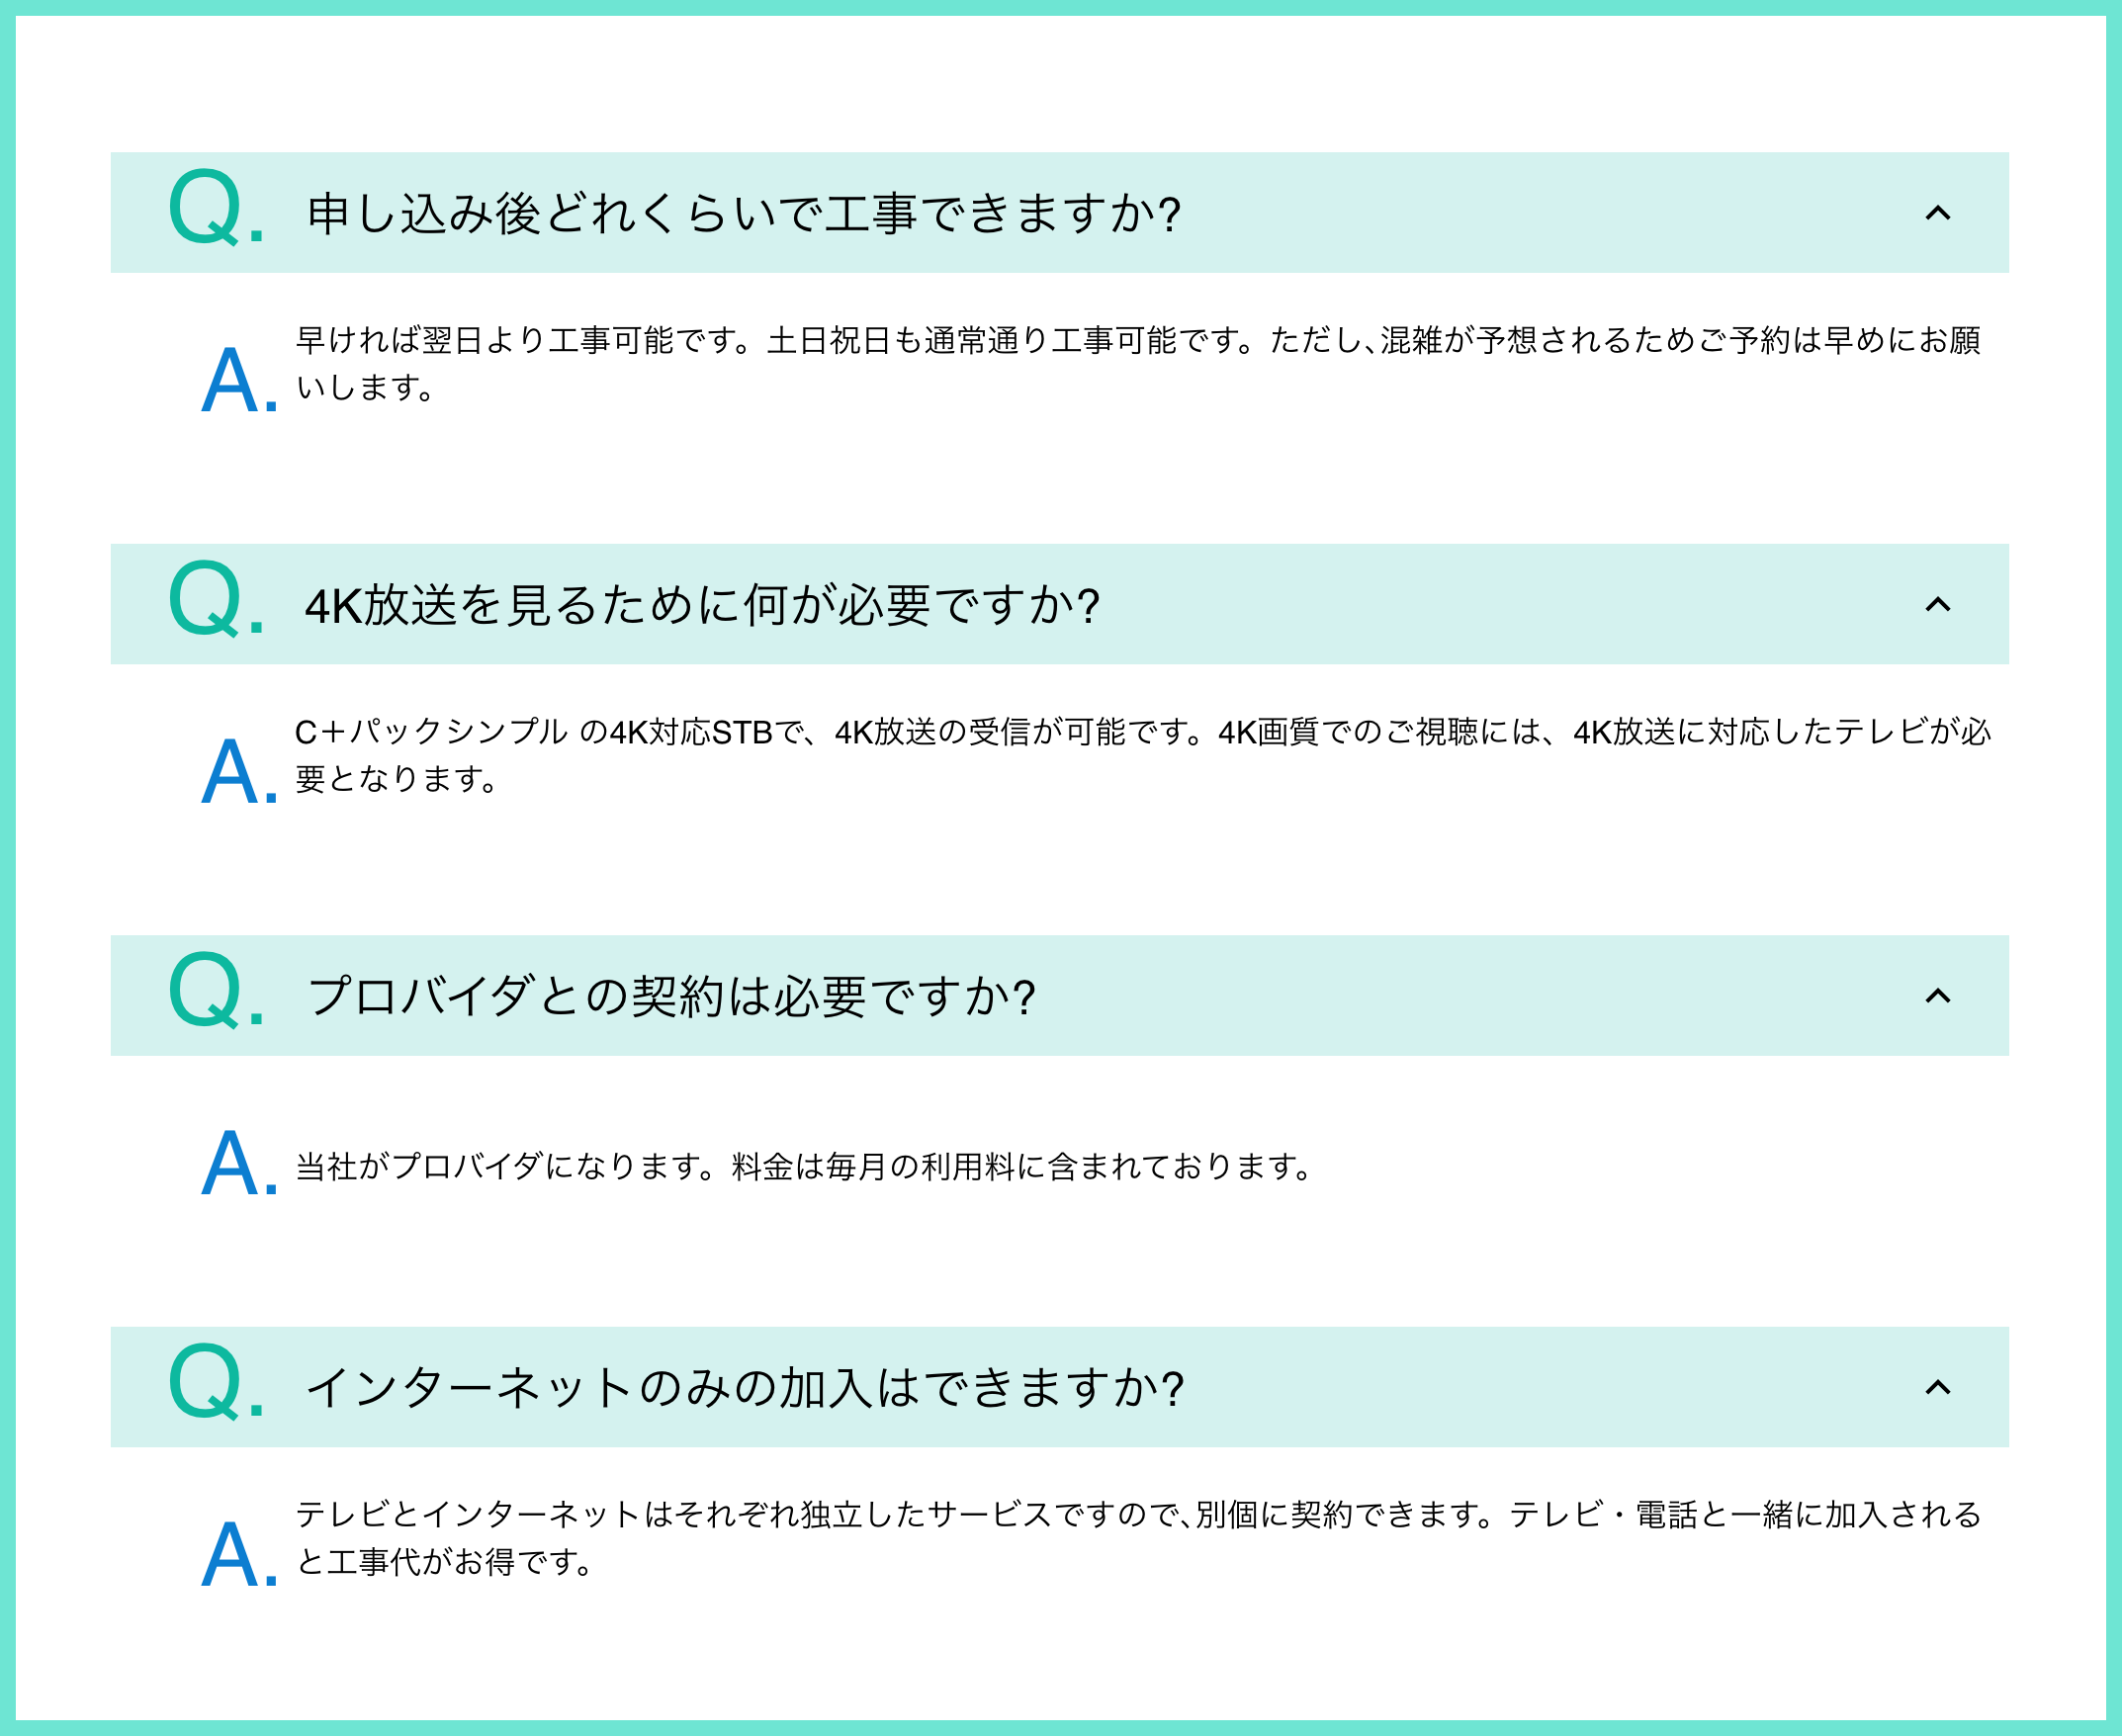 Q. 申し込み後どれくらいで工事できますか?
A. 早ければ翌日より工事可能です。土日祝日も通常通り工事可能です。ただし､混雑が予想されるためご予約は早めにお願
いします。
Q. 4K放送を見るために何が必要ですか?
A. C＋パックシンプル の4K対応STBで、4K放送の受信が可能です。4K画質でのご視聴には、4K放送に対応したテレビが必
要となります。
Q. プロバイダとの契約は必要ですか?
A. 当社がプロバイダになります。料金は毎月の利用料に含まれております。
Q. インターネットのみの加入はできますか?
A. テレビとインターネットはそれぞれ独立したサービスですので､別個に契約できます。テレビ・電話と一緒に加入される
と工事代がお得です。